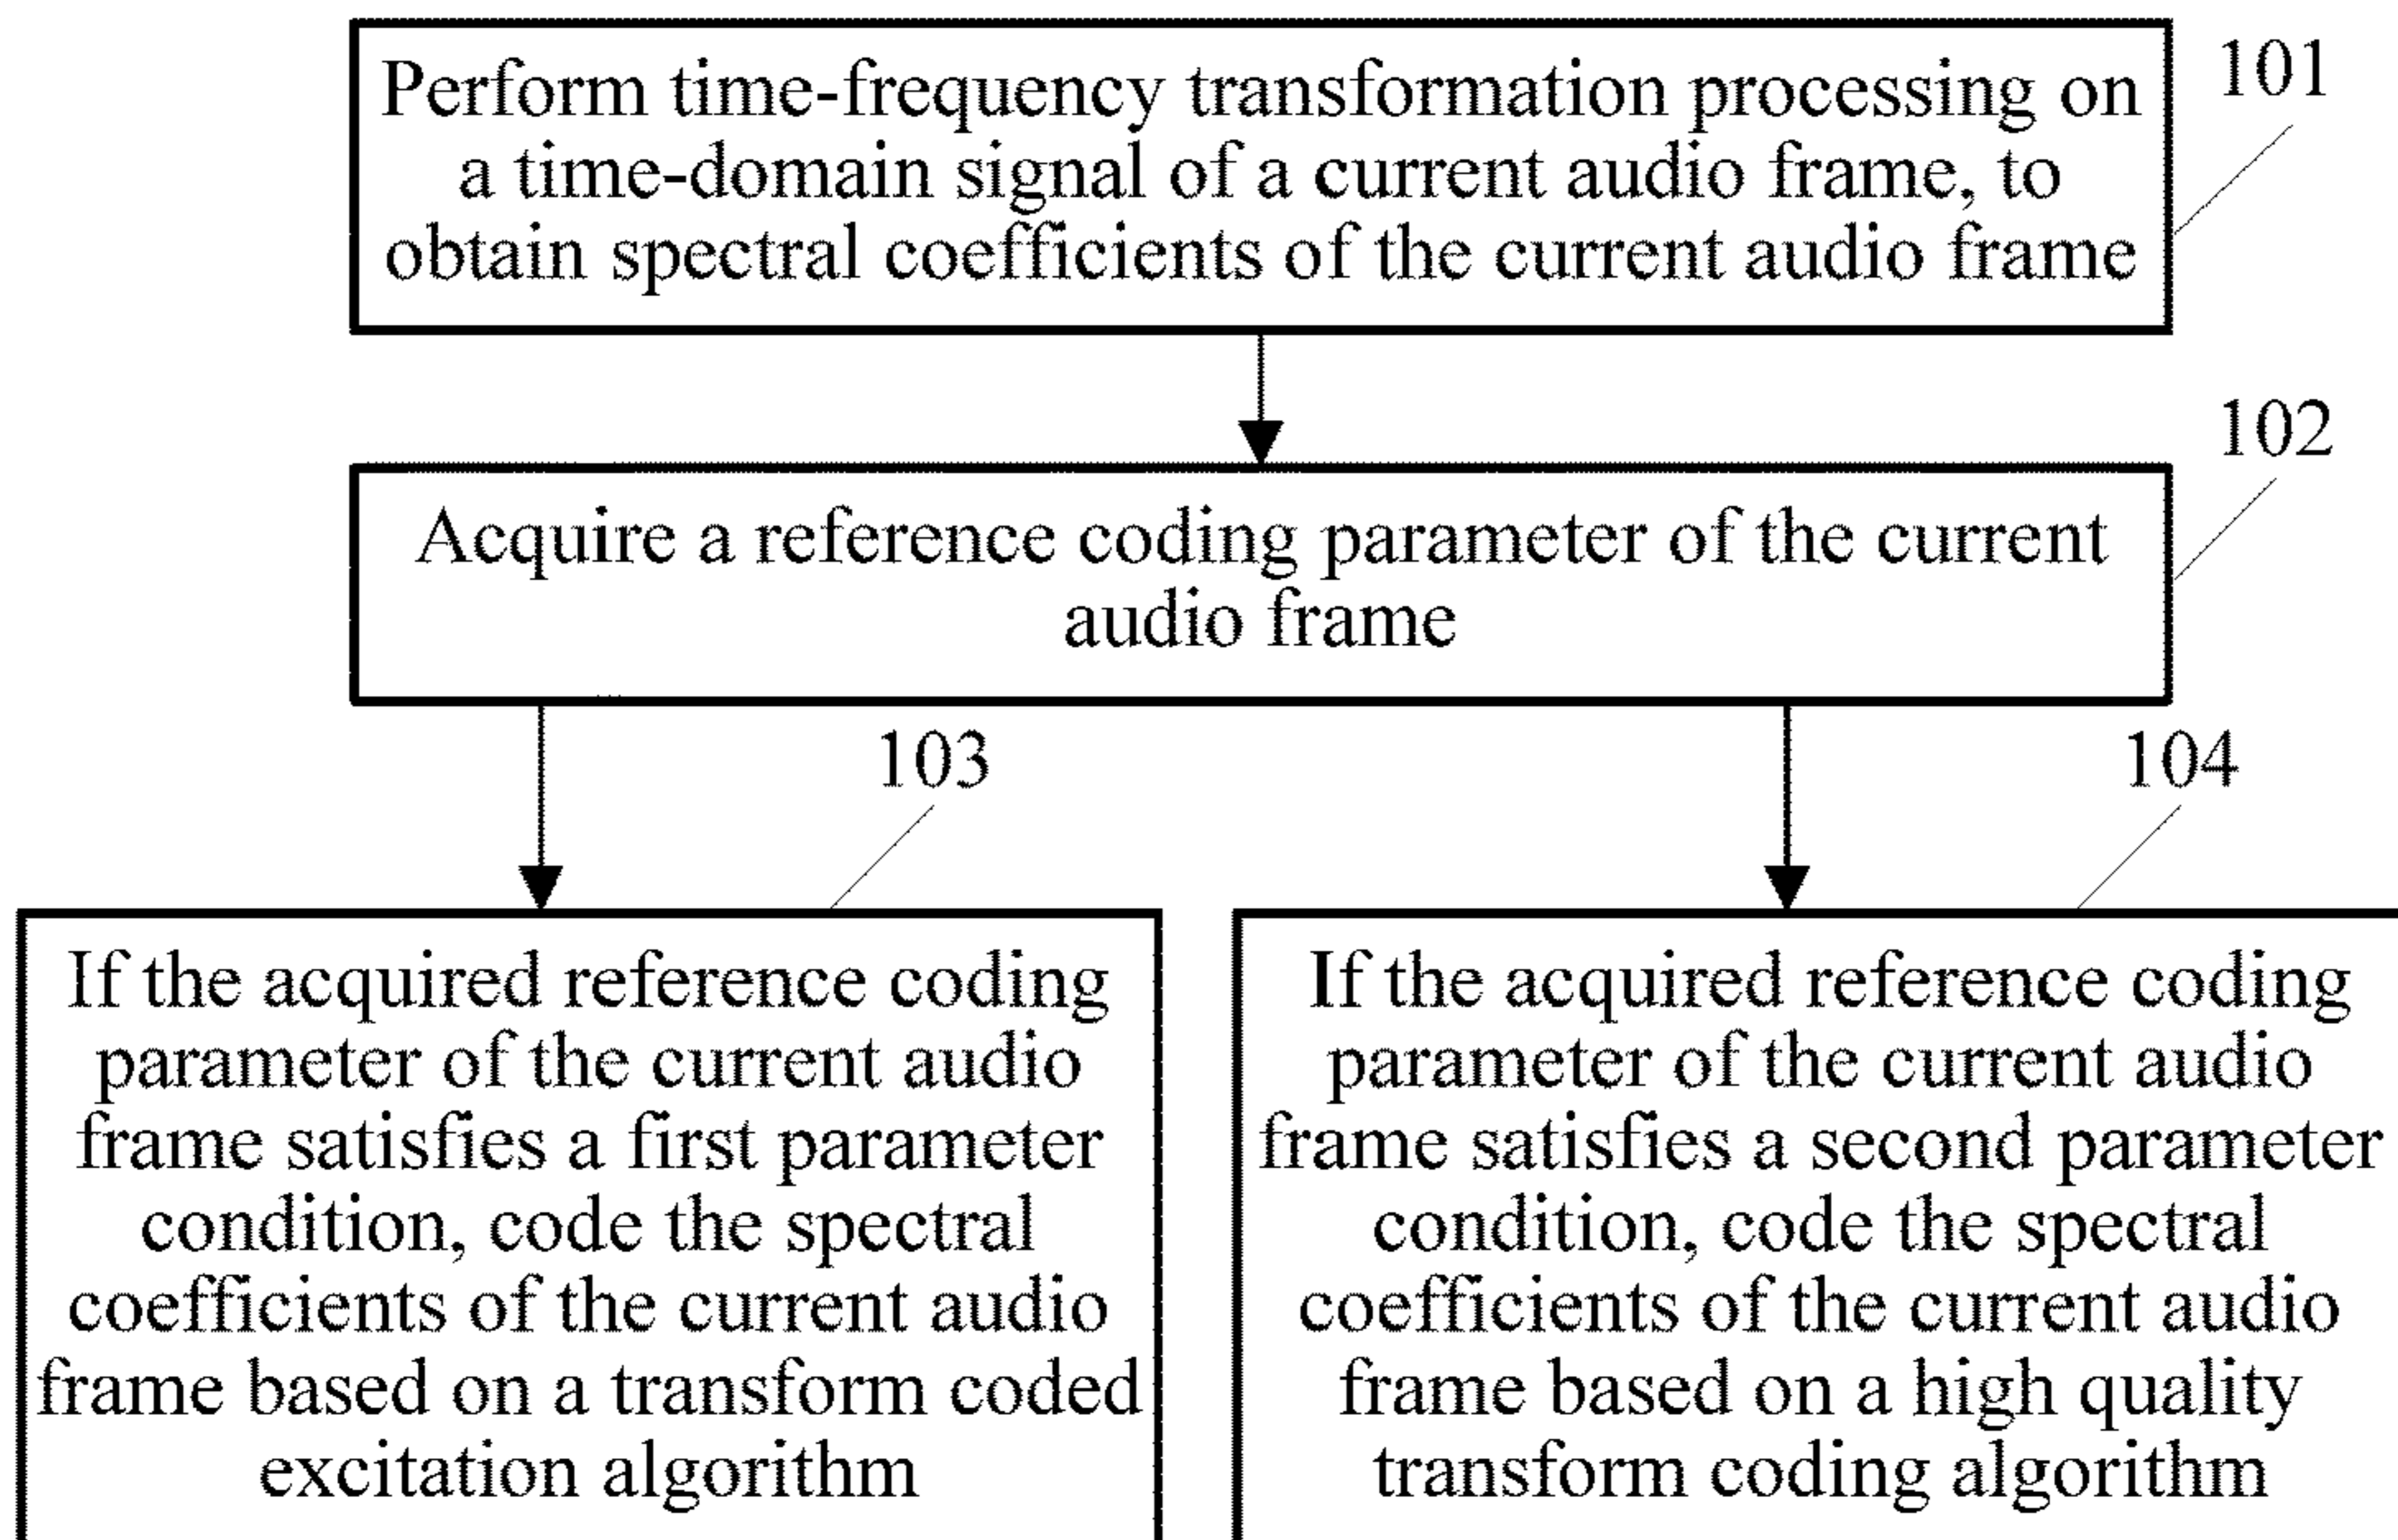 Perform time-frequency transformation processing on
a time-domain signal of a current audio frame, to
obtain spectral coefficients of the current audio frame
101
Acquire a reference coding parameter of the current
audio frame
102
103
If the acquired reference coding
parameter of the current audio
frame satisfies a first parameter
condition, code the spectral
coefficients of the current audio
frame based on a transform coded
excitation algorithm
104
If the acquired reference coding
parameter of the current audio
frame satisfies a second parameter
condition, code the spectral
coefficients of the current audio
frame based on a high quality
transform coding algorithm